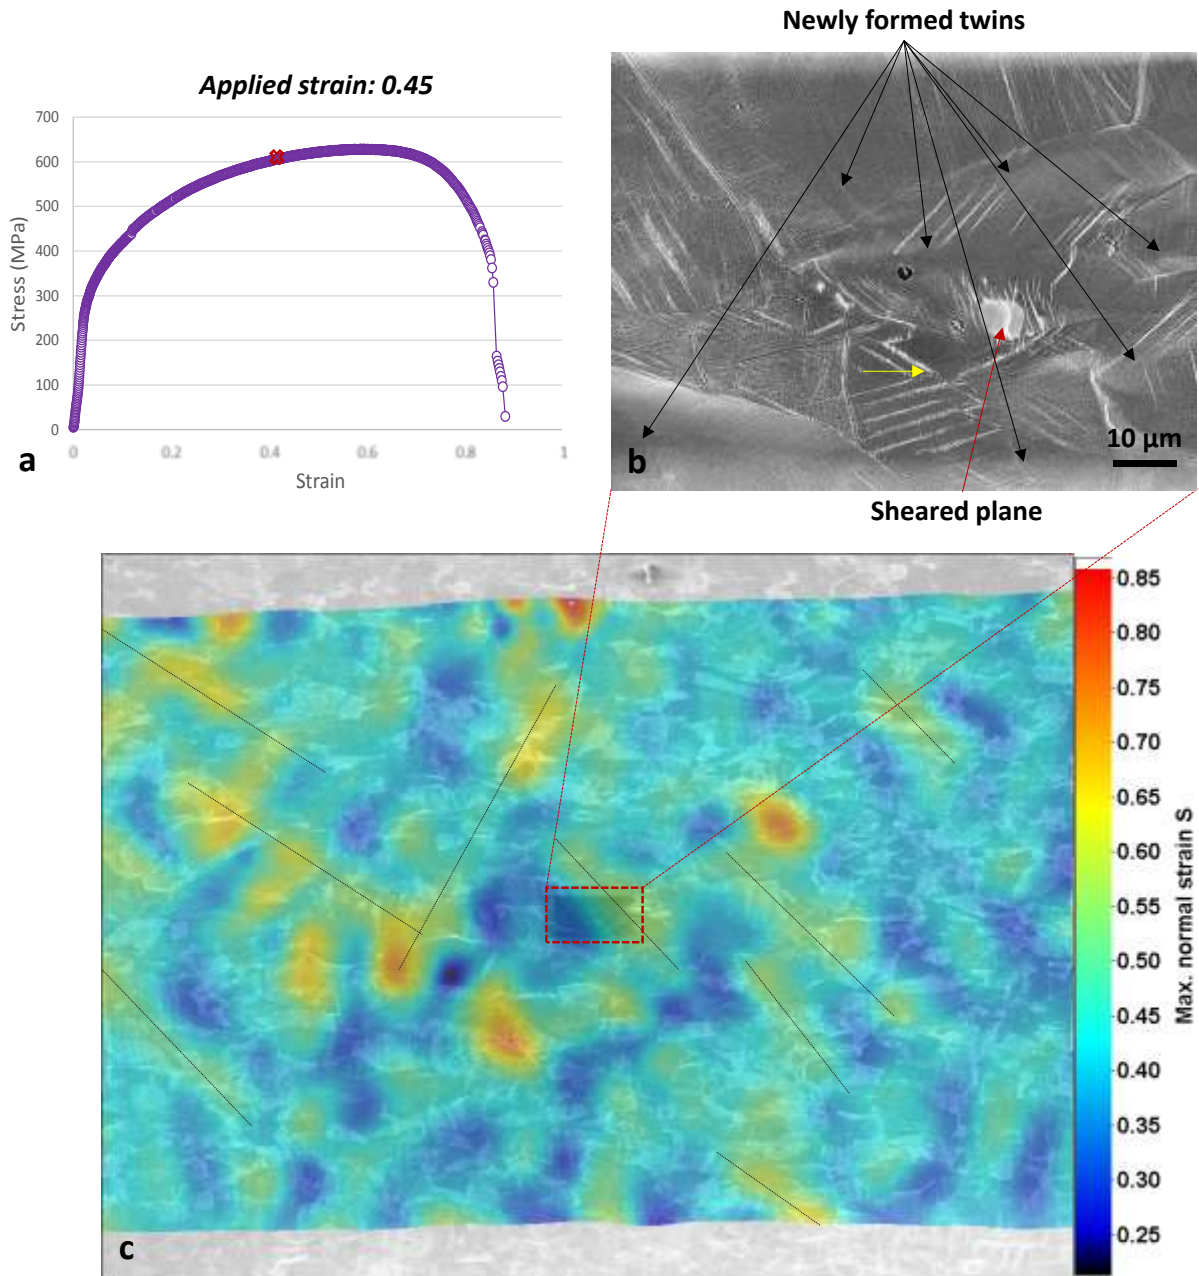 Newly formed twins
Applied strain: 0.45
700
600
500
400
300
200
100
0
Stress (MPa)
0
0.2
0.4
0.6
0.8
1
Strain
a
b
10 µm
Sheared plane
0.85
0.80
0.75
0.70
0.65
0.60
0.55
0.50
0.45
0.40
0.35
0.30
0.25
Max. normal strain S
c